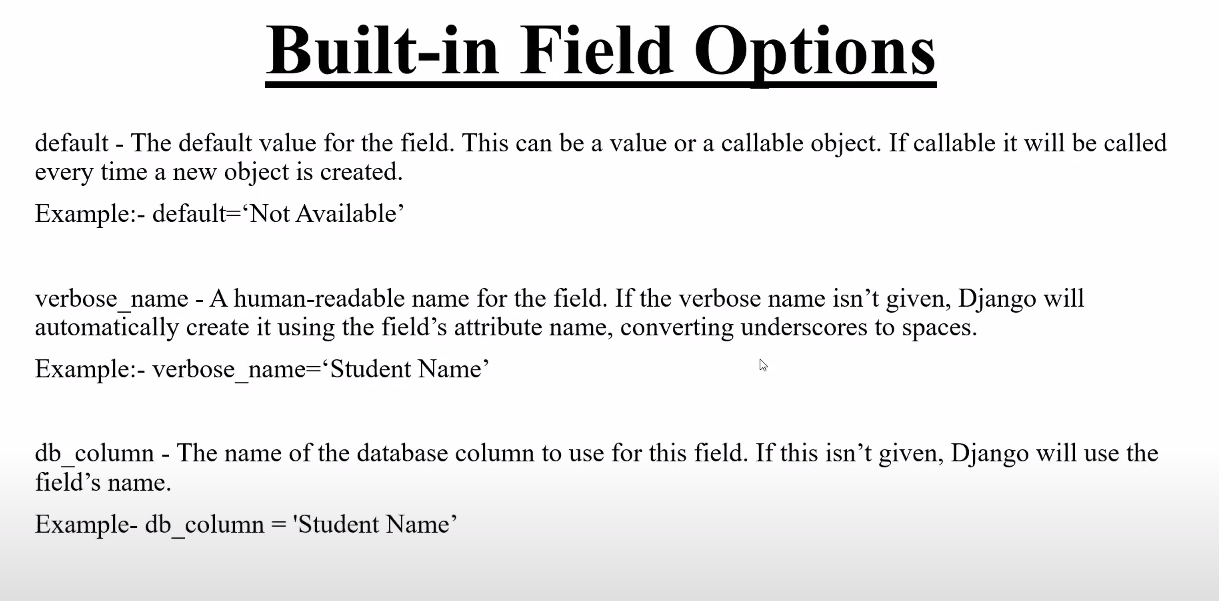 Built-in Field Options
default - The default value for the field. This can be a value or a callable object. If callable it will be called
every time a new object is created.
Example:- default=‘Not Available’
verbose_name - A human-readable name for the field. If the verbose name isn’t given, Django will
automatically create it using the field’s attribute name, converting underscores to spaces.
Example:- verbose_name=‘Student Name’
db_column - The name of the database column to use for this field. If this isn’t given, Django will use the
field’s name.
Example- db_column = 'Student Name’